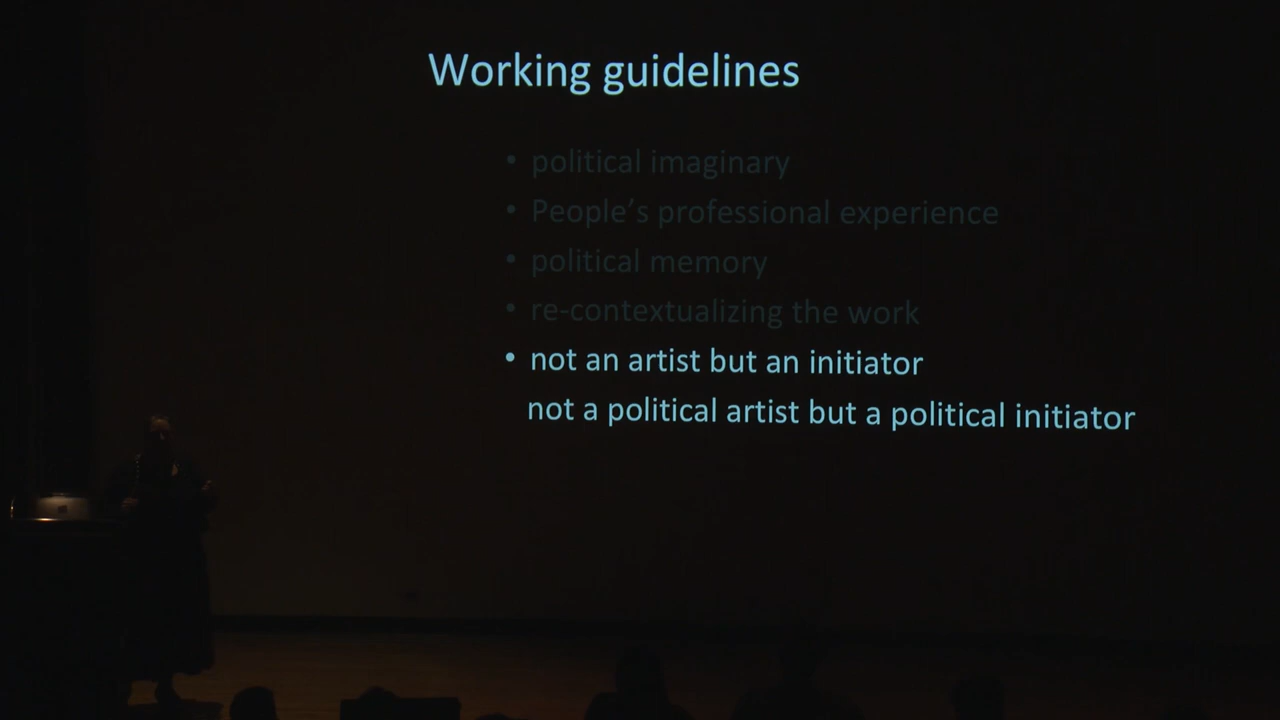 Working guidelines
• political imaginary
• People's professional experience
• political memory
• re-contextualizing the work
• not an artist but an initiator
not a political artist but a political initiator